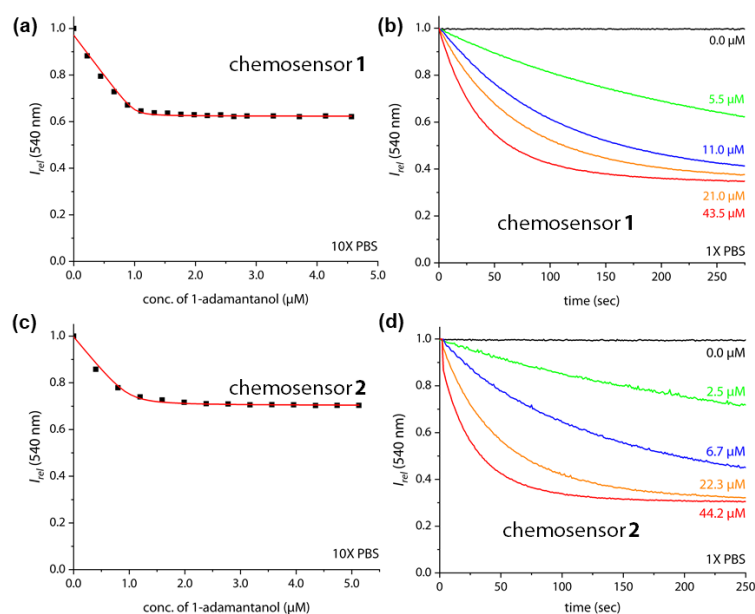 (a)
1.0
0.8
0.6
0.4
0.2
0.0
I_rel (540 nm)
chemosensor 1
10X PBS
0.0 1.0 2.0 3.0 4.0 5.0
conc. of 1-adamantanol (µM)
(b)
1.0
0.8
0.6
0.4
0.2
0.0
I_rel (540 nm)
0.0 µM
5.5 µM
11.0 µM
21.0 µM
43.5 µM
chemosensor 1
1X PBS
0 50 100 150 200 250
time (sec)
(c)
1.0
0.8
0.6
0.4
0.2
0.0
I_rel (540 nm)
chemosensor 2
10X PBS
0.0 1.0 2.0 3.0 4.0 5.0
conc. of 1-adamantanol (µM)
(d)
1.0
0.8
0.6
0.4
0.2
0.0
I_rel (540 nm)
0.0 µM
2.5 µM
6.7 µM
22.3 µM
44.2 µM
chemosensor 2
1X PBS
0 50 100 150 200 250
time (sec)